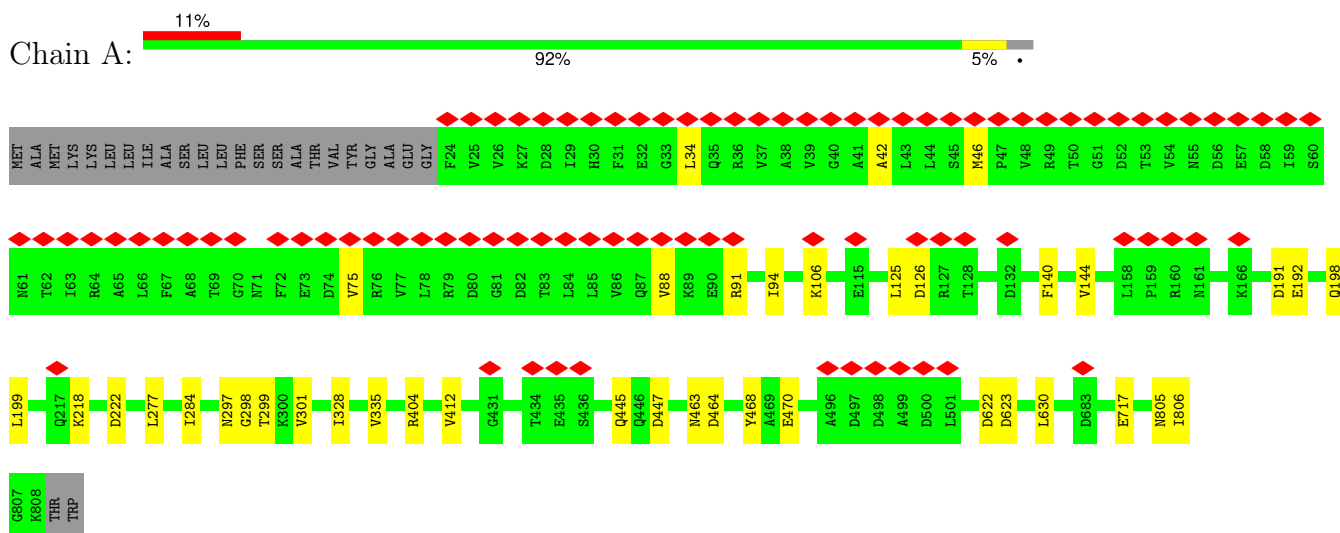 11%
Chain A:
92% 5% •
MET ALA MET LYS LYS LEU LEU ILE ALA SER LEU LEU PHE SER SER ALA THR VAL TYR GLY ALA GLU GLY F24 V25 V26 K27 D28 I29 H30 F31 E32 G33 L34 Q35 R36 V37 A38 V39 G40 A41 A42 L43 L44 S45 M46 P47 V48 R49 T50 G51 D52 T53 V54 N55 D56 E57 D58 I59 S60
N61 T62 I63 R64 A65 L66 F67 A68 T69 G70 N71 F72 E73 D74 V75 R76 V77 L78 R79 D80 G81 D82 T83 L84 L85 V86 Q87 V88 K89 E90 R91 I94 K106 E115 L125 D126 R127 T128 D132 F140 V144 L158 P159 R160 N161 K166 D191 E192 Q198
L199 Q217 K218 D222 L277 I284 N297 G298 T299 K300 V301 I328 V335 R404 V412 G431 T434 E435 S436 Q445 Q446 D447 N463 D464 Y468 A469 E470 A496 D497 D498 A499 D500 L501 D622 D623 L630 D683 E717 N805 I806
G807 K808 THR TRP